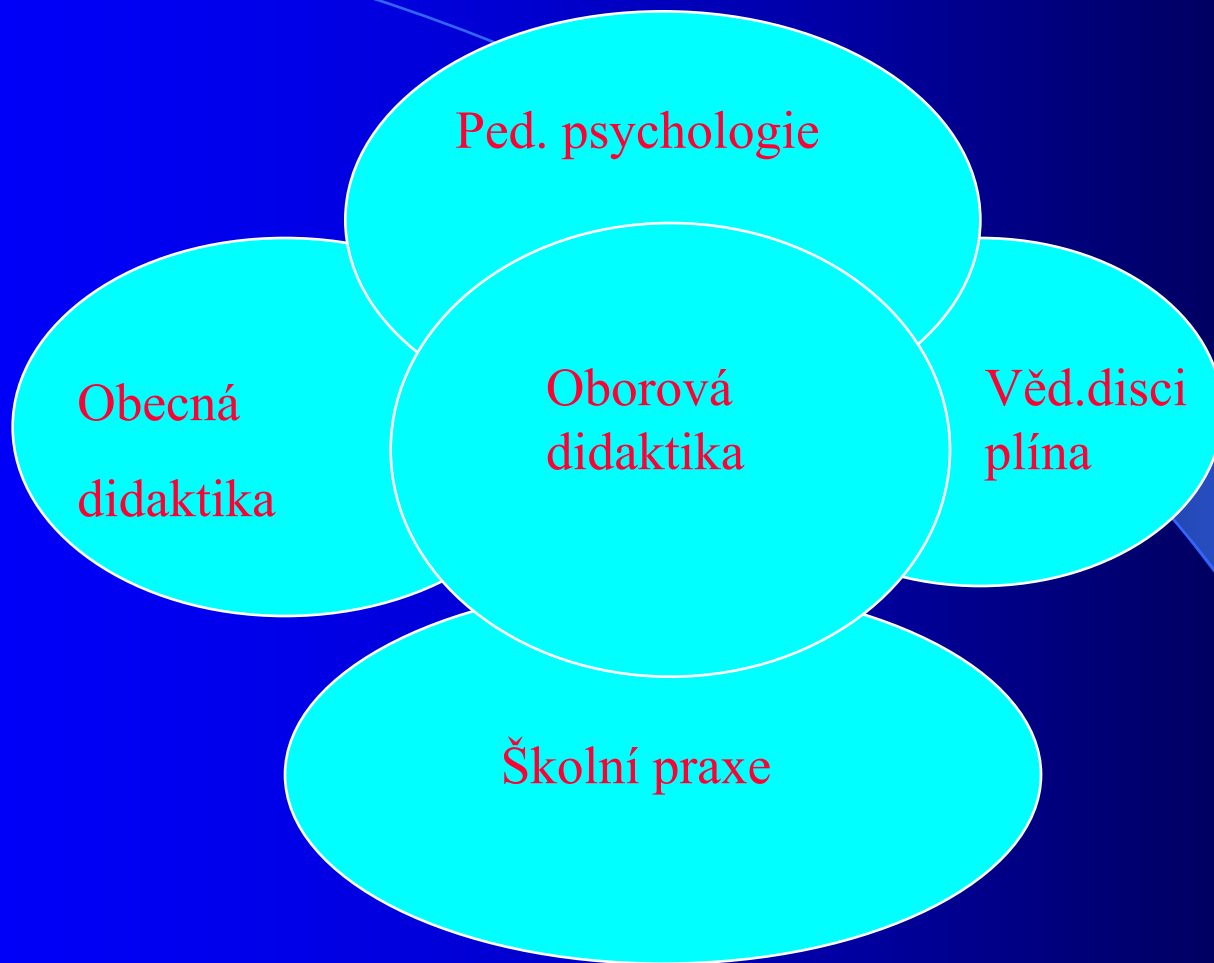 Ped. psychologie
Obecná
didaktika
Oborová
didaktika
Věd.disci
plína
Školní praxe